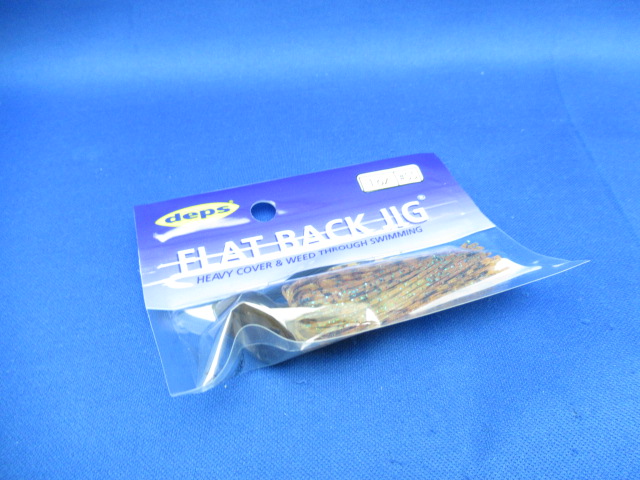 deps
FLAT BACK JIG
HEAVY COVER & WEED THROUGH SWIMMING